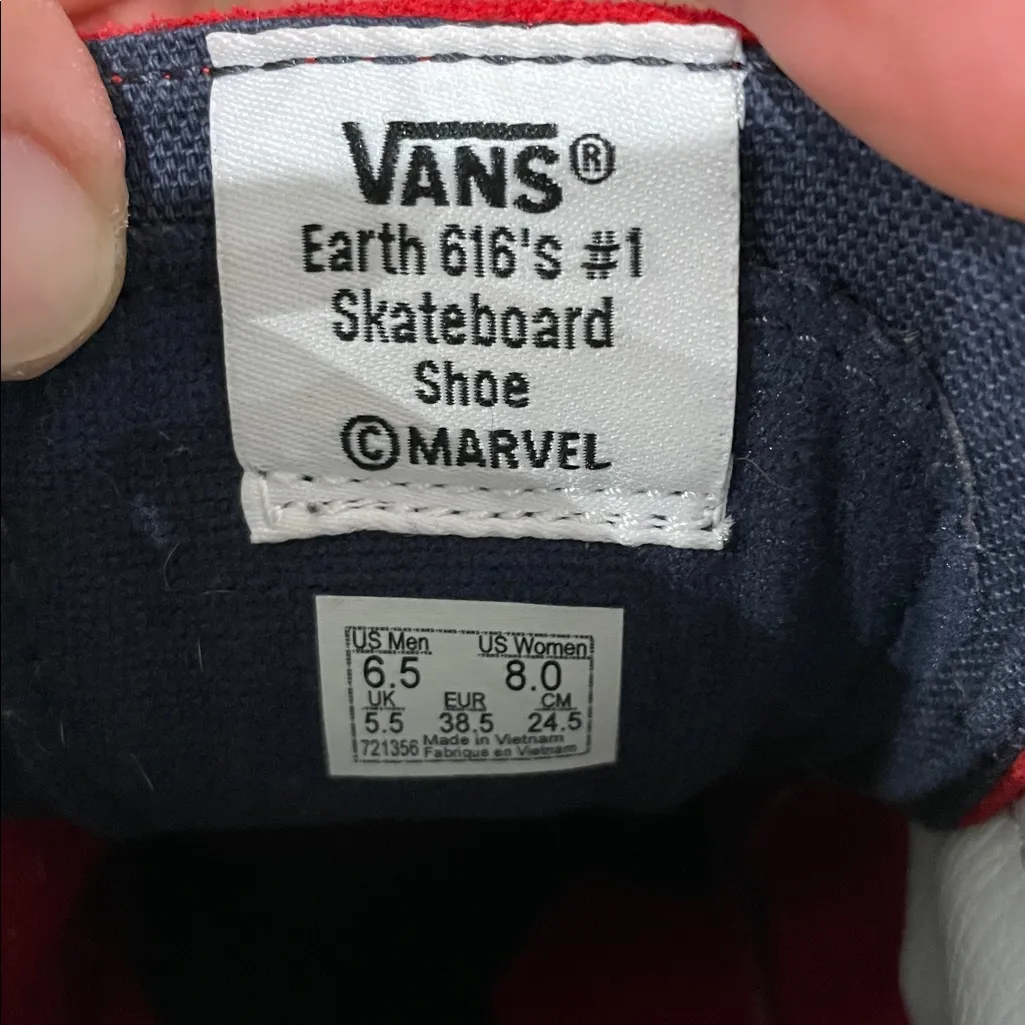 VANS®
Earth 616's #1
Skateboard
Shoe
©MARVEL
US Men US Women
6.5 8.0
UK EUR CM
5.5 38.5 24.5
721356 Made in Vietnam
Fabrique en Vietnam